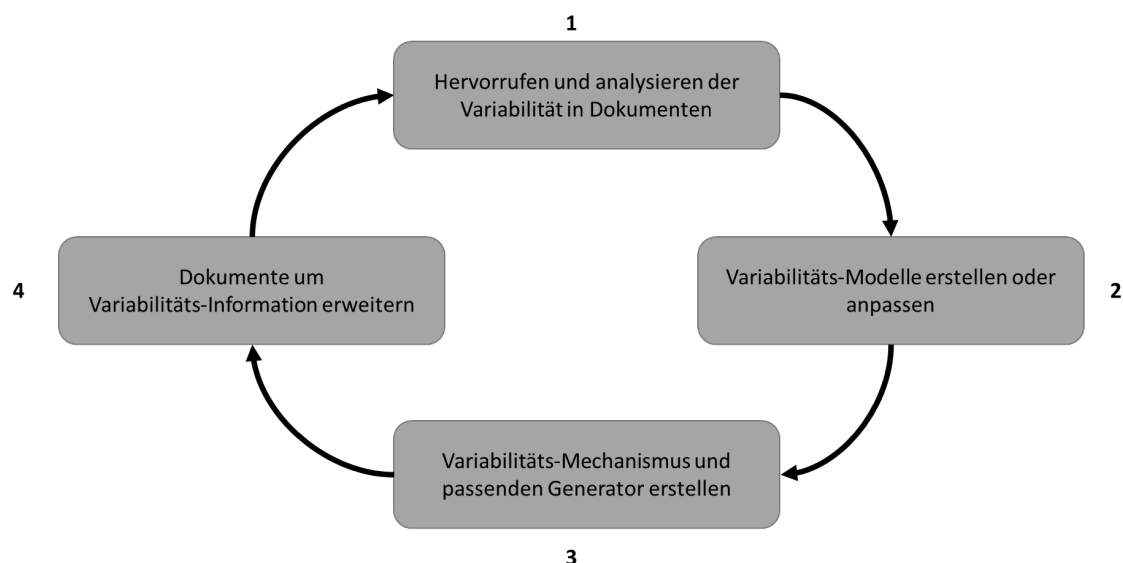 1
Hervorrufen und analysieren der
Variabilität in Dokumenten
Variabilitäts-Modelle erstellen oder
anpassen
2
Variabilitäts-Mechanismus und
passenden Generator erstellen
3
Dokumente um
Variabilitäts-Information erweitern
4